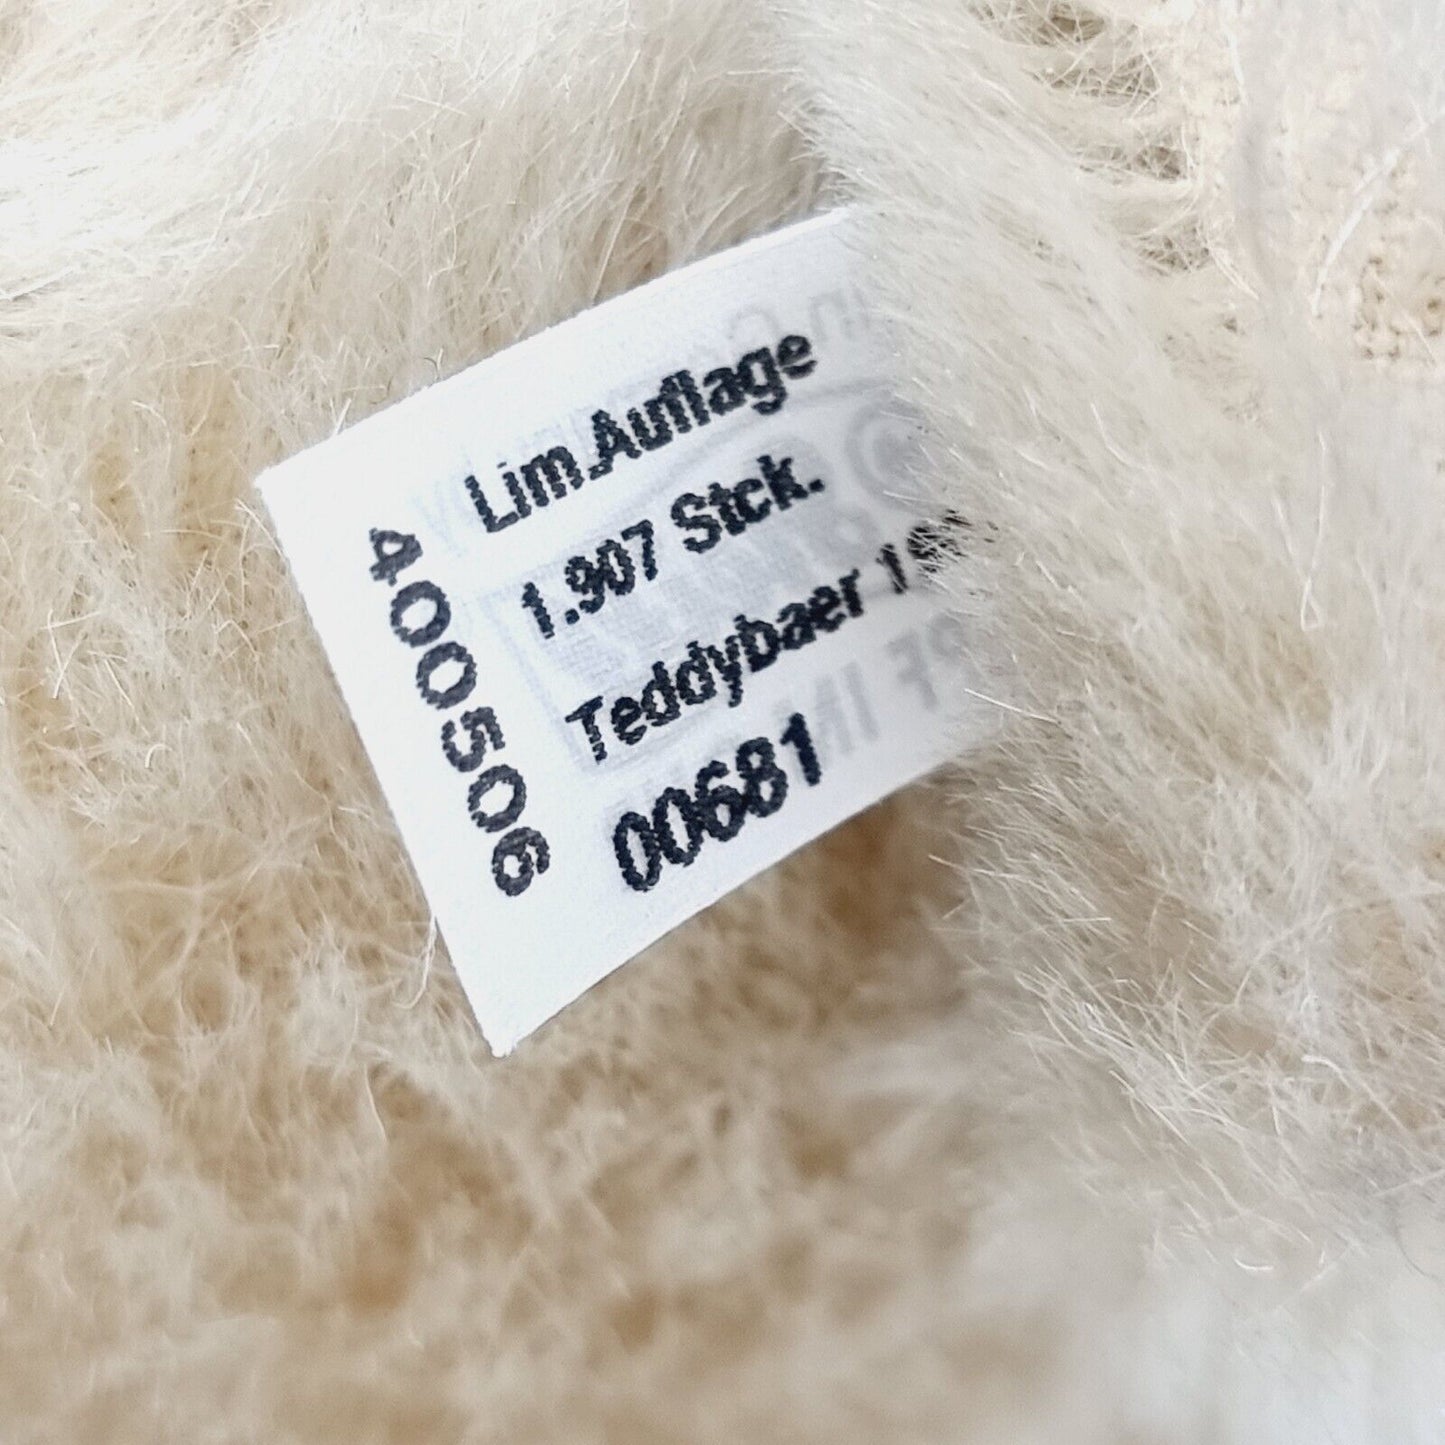 Lim.Auflage
1.907 Stck.
Teddybaer
00681
400506